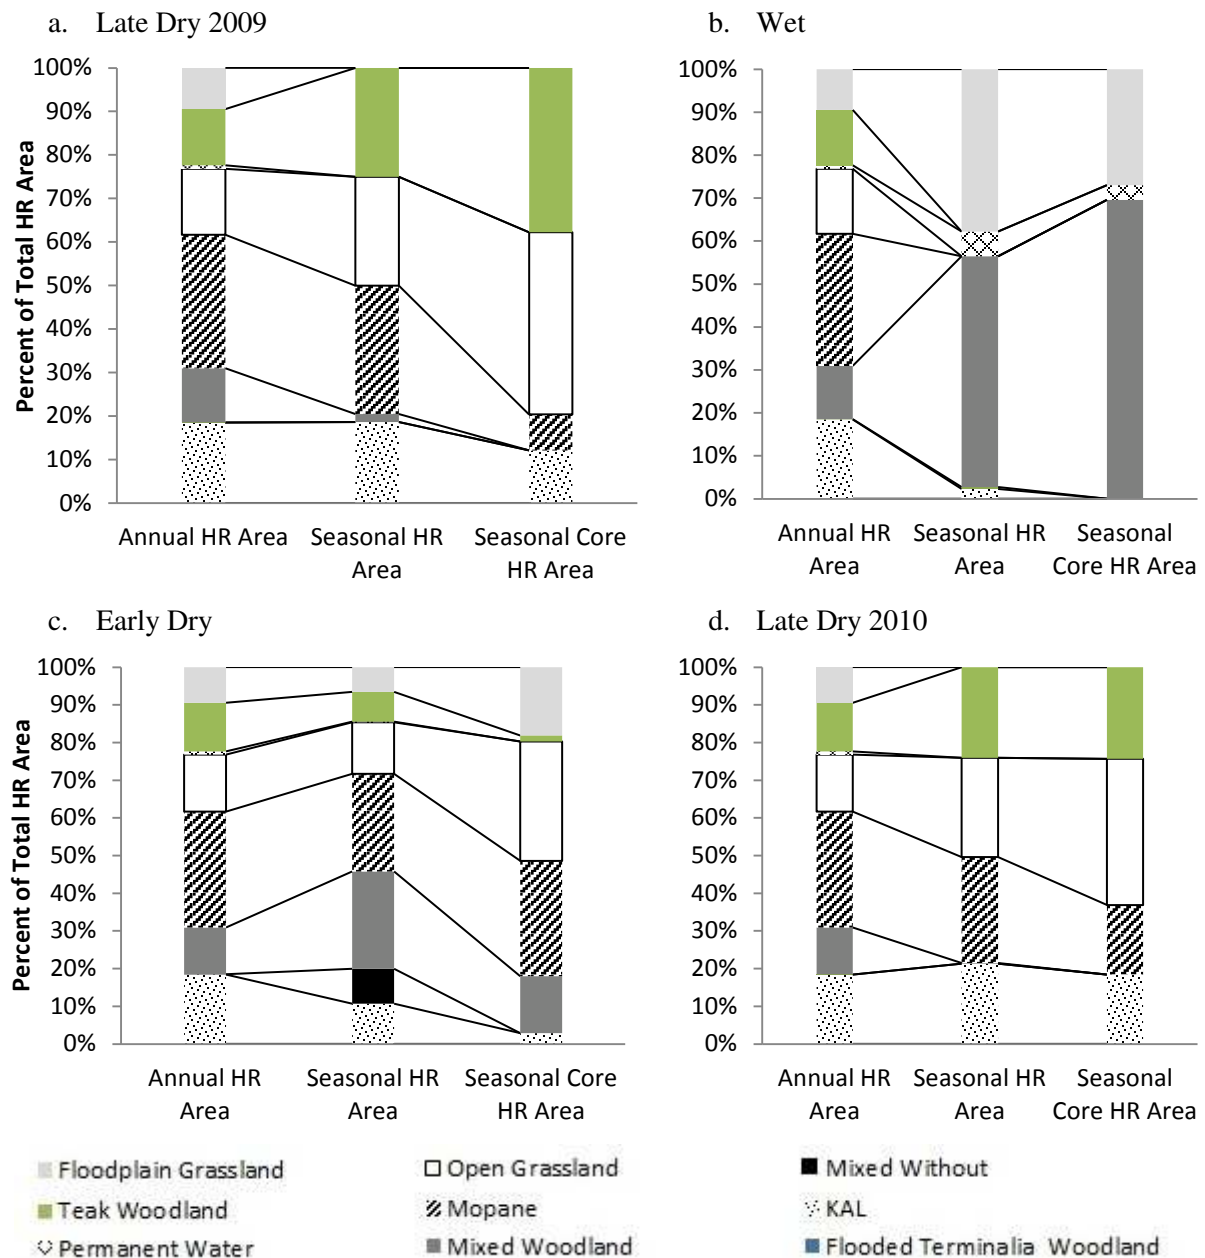 a. Late Dry 2009
b. Wet
Percent of Total HR Area
100%
90%
80%
70%
60%
50%
40%
30%
20%
10%
0%
Annual HR Area
Seasonal HR
Area
Seasonal Core
HR Area
100%
90%
80%
70%
60%
50%
40%
30%
20%
10%
0%
Annual HR
Area
Seasonal HR
Area
Seasonal
Core HR Area
c. Early Dry
d. Late Dry 2010
Percent of Total HR Area
100%
90%
80%
70%
60%
50%
40%
30%
20%
10%
0%
Annual HR
Area
Seasonal HR
Area
Seasonal Core
HR Area
100%
90%
80%
70%
60%
50%
40%
30%
20%
10%
0%
Annual HR
Area
Seasonal HR
Area
Seasonal
Core HR Area
Floodplain Grassland
Open Grassland
Mixed Without
Teak Woodland
Mopane
KAL
Permanent Water
Mixed Woodland
Flooded Terminalia Woodland